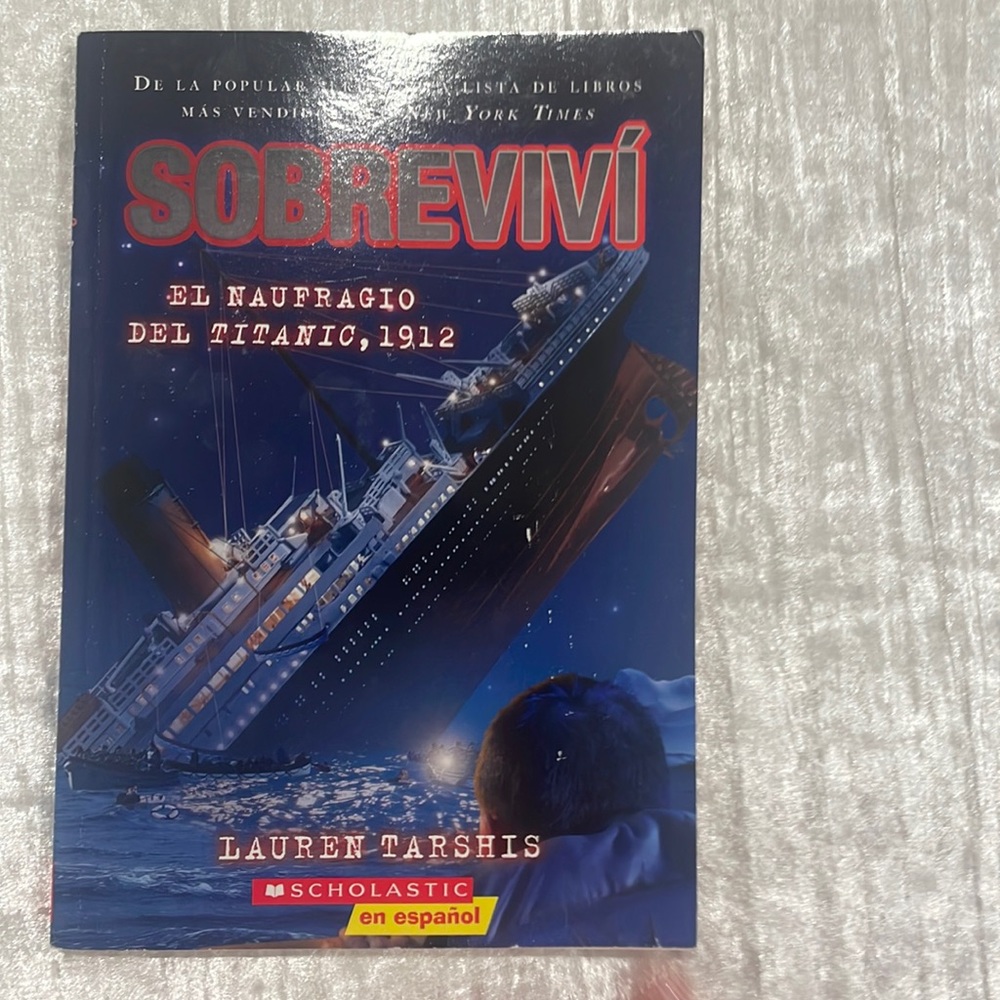 DE LA POPULAR LISTA DE LIBROS
MÁS NEW YORK TIMES
SOBREVIVÍ
EL NAUFRAGIO
DEL TITANIC, 1912
LAUREN TARSHIS
SCHOLASTIC
en español